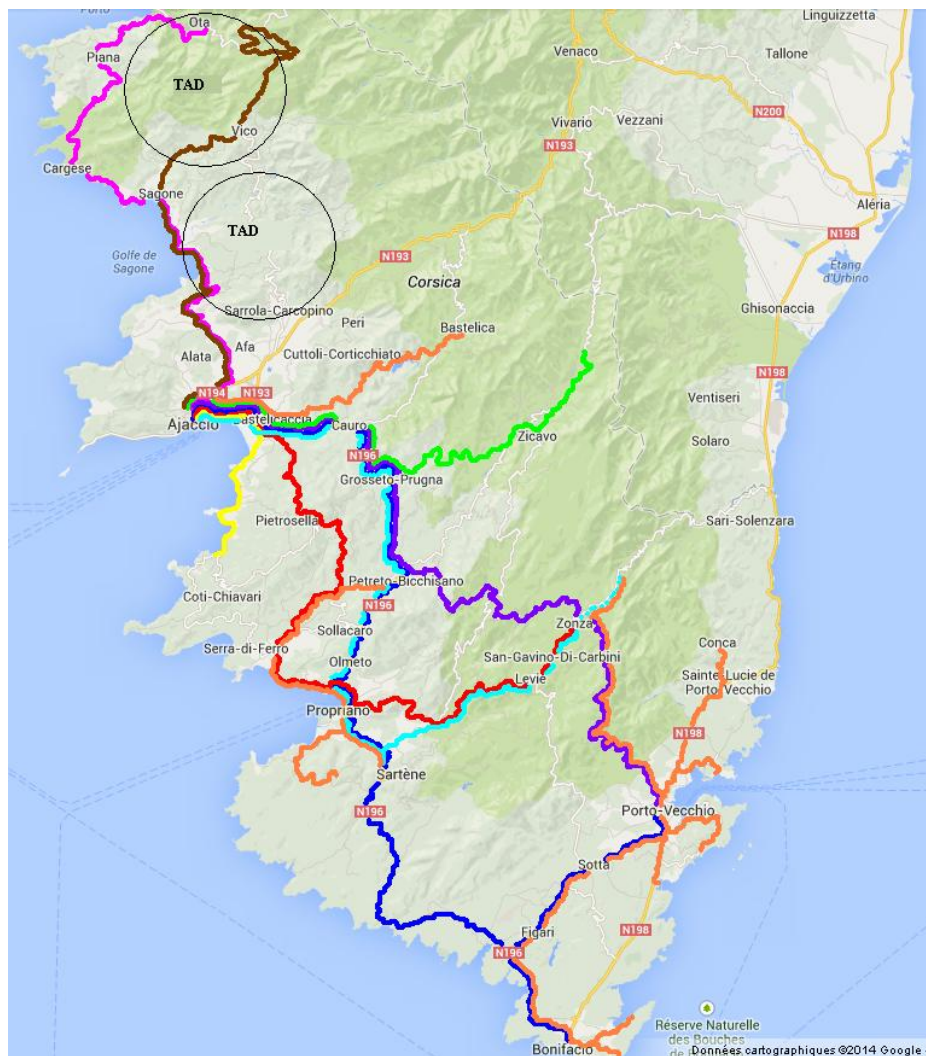 Porto
Ota
Linguizzetta
Piana
Venaco
Tallone
TAD
N200
Vico
Vivario
Vezzani
N193
Cargese
Sagone
Aléria
TAD
N198
Golfe de
Sagone
N193
Étang
d'Urbino
Corsica
Sarrola-Carcopino
Ghisonaccia
Peri
Bastelica
Afa
Alata
Cuttoli-Corticchiato
N198
N194
N193
Ventiseri
Ajaccio
Cauro
Zicavo
Solaro
N196
Grosseto-Prugna
Pietrosella
Sari-Solenzara
Petreto-Bicchisano
Coti-Chiavari
N196
Sollacaro
Zonza
Serra-di-Ferro
Conca
Olmeto
San-Gavino-Di-Carbini
Levie
Sainte-Lucie de
Porto Vecchio
Propriano
N198
Sartène
N196
Porto-Vecchio
Sotta
Figari
N198
N196
Réserve Naturelle
des Bouches
Bonifacio
Données cartographiques ©2014 Google